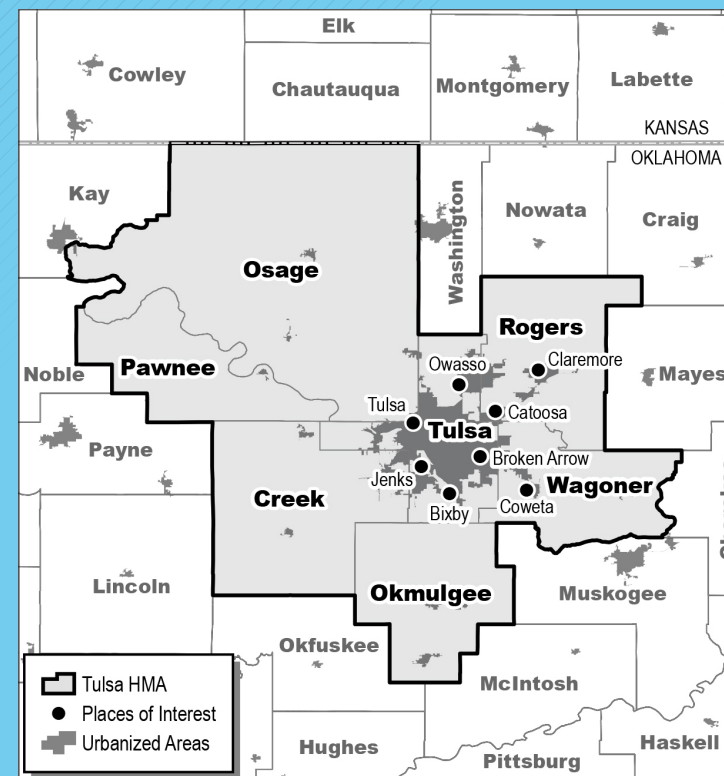 Elk
Cowley
Chautauqua
Montgomery
Labette
KANSAS
OKLAHOMA
Kay
Washington
Nowata
Craig
Osage
Rogers
Noble
Pawnee
Owasso
Claremore
Mayes
Tulsa
Catoosa
Tulsa
Payne
Broken Arrow
Jenks
Creek
Wagoner
Coweta
Bixby
Lincoln
Okmulgee
Muskogee
Okfuskee
McIntosh
Tulsa HMA
Places of Interest
Urbanized Areas
Hughes
Pittsburg
Haskell